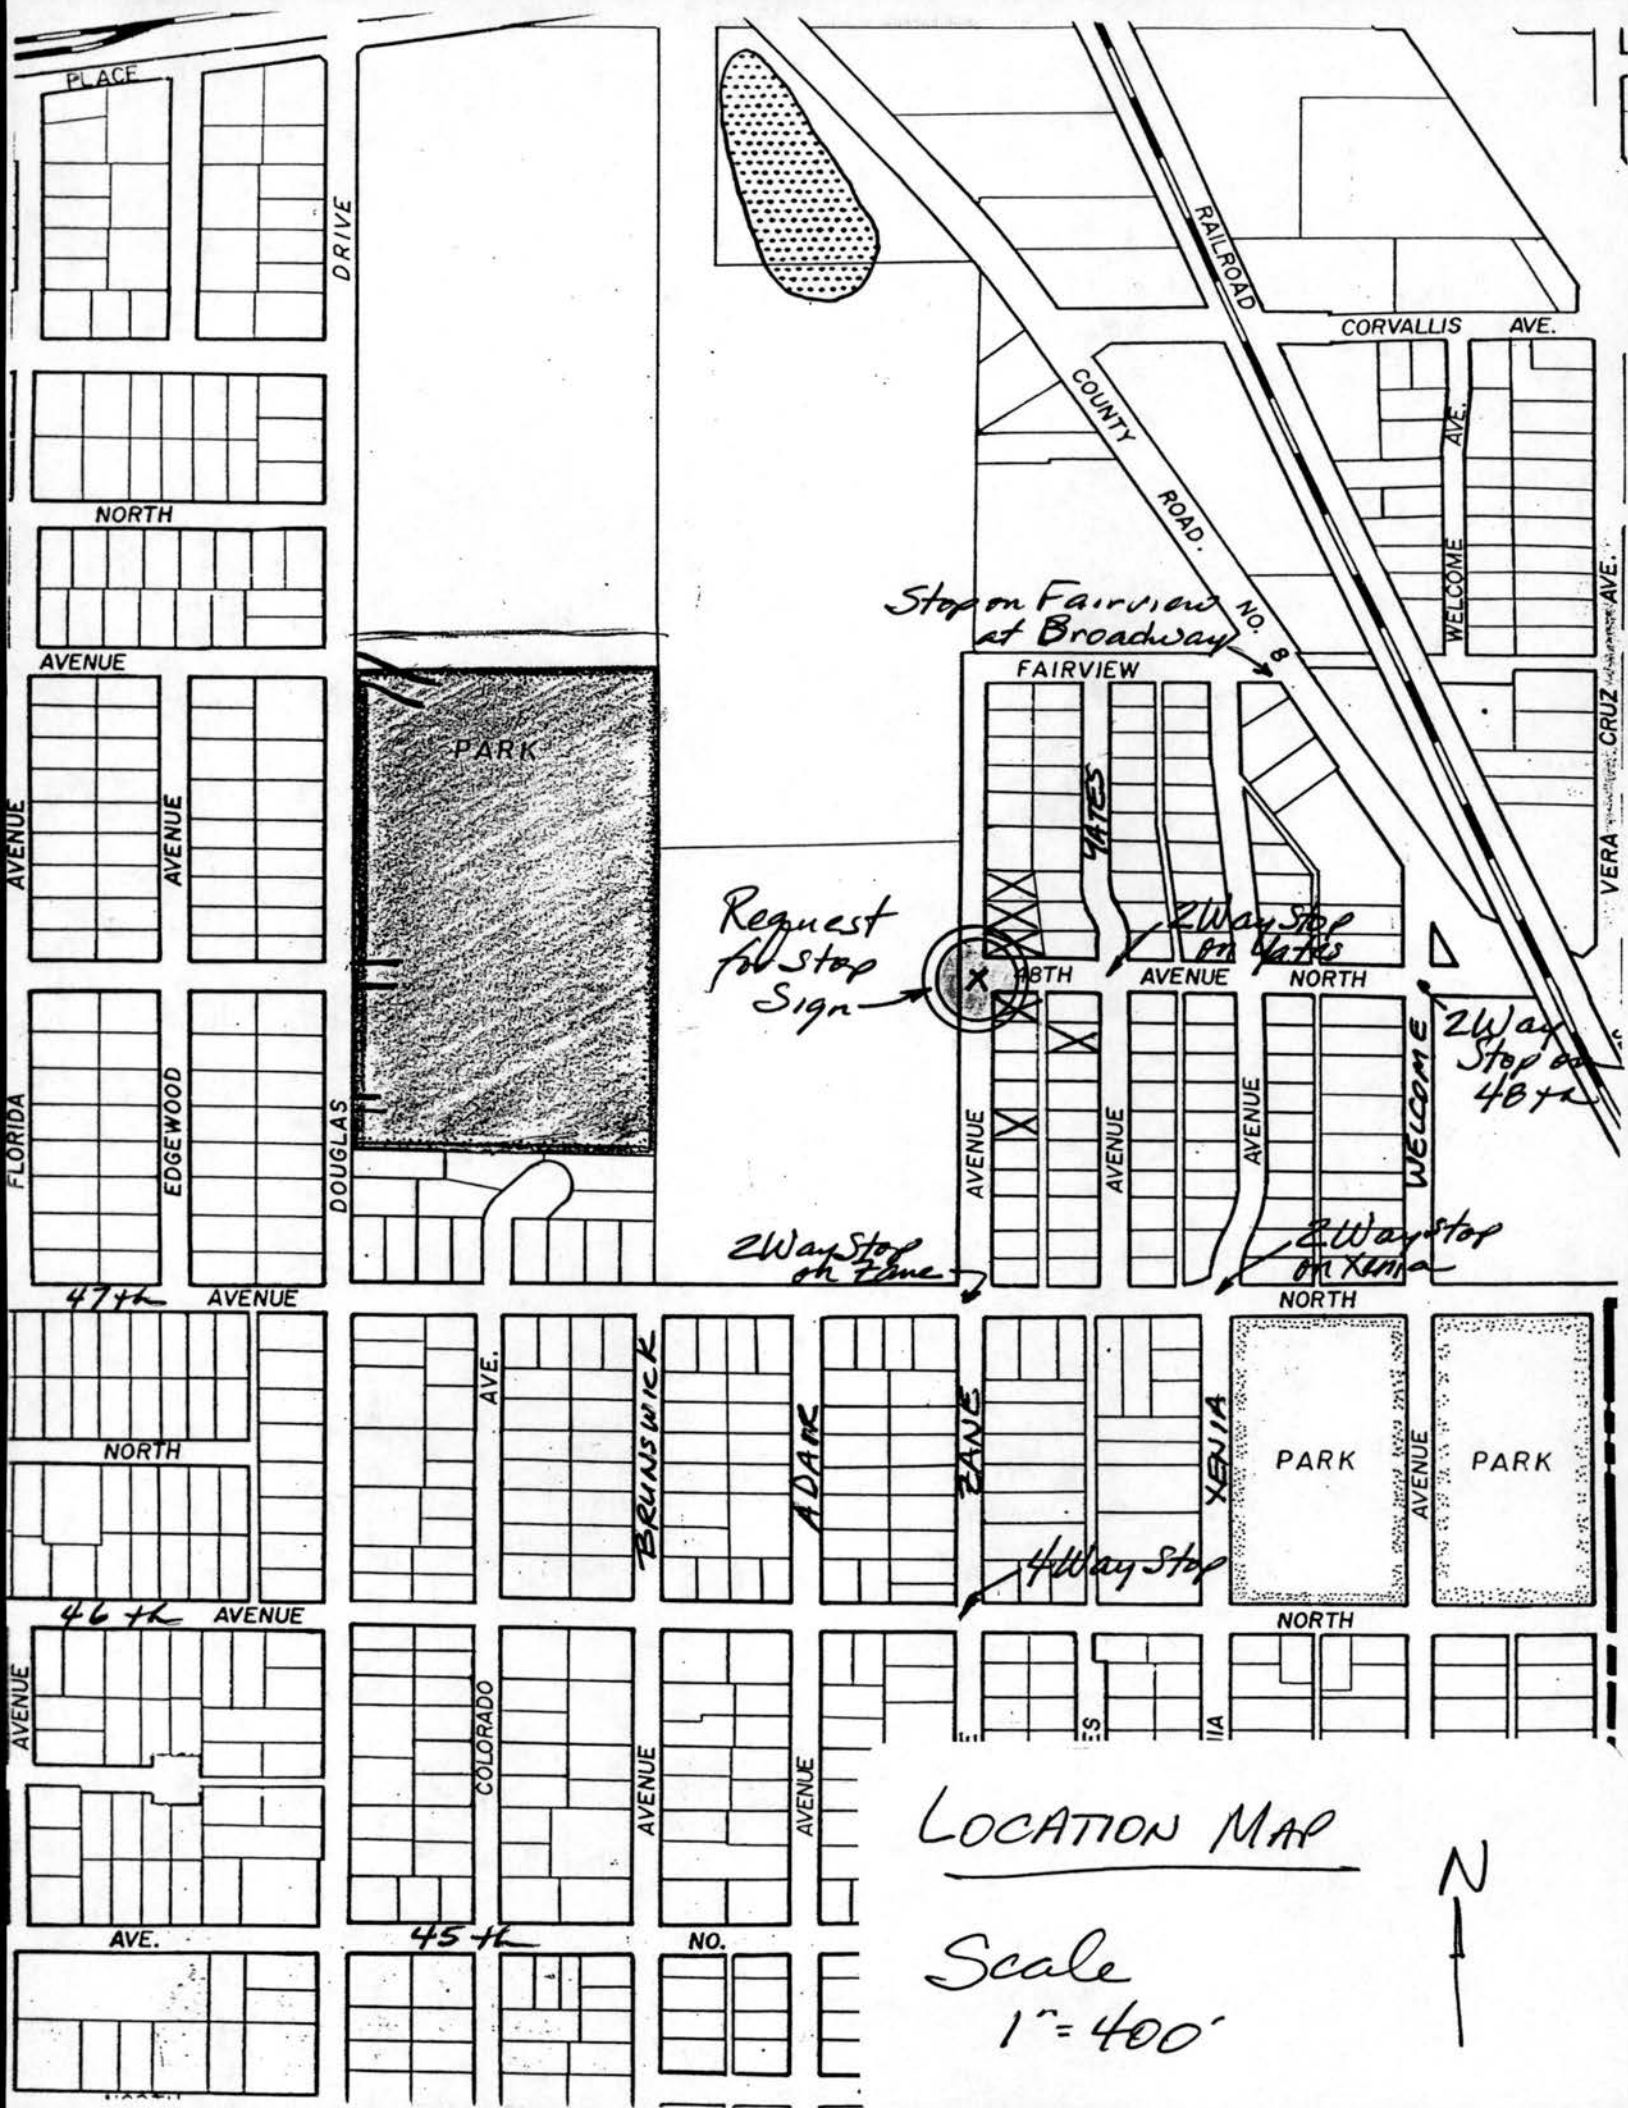 PLACE
DRIVE
RAILROAD
CORVALLIS AVE.
COUNTY ROAD. NO. 8
WELCOME AVE.
NORTH
Stop on Fairview
at Broadway
AVENUE
FAIRVIEW
PARK
VERA CRUZ AVE.
YATES
AVENUE
AVENUE
Request
for Stop
Sign
X
2 Way Stop
on Yates
48TH AVENUE NORTH
2 Way
Stop on
48th
WELCOME
FLORIDA
EDGEWOOD
DOUGLAS
AVENUE
AVENUE
AVENUE
2 Way Stop
on Zane
2 Way Stop
on Xenia
47th AVENUE
NORTH
AVE.
BRUNSWICK
ADAIR
ZANE
XENIA
PARK
AVENUE
PARK
NORTH
4 Way Stop
46th AVENUE
NORTH
AVENUE
COLORADO
AVENUE
AVENUE
ES
IA
LOCATION MAP
N
AVE.
45th
NO.
Scale
1" = 400'